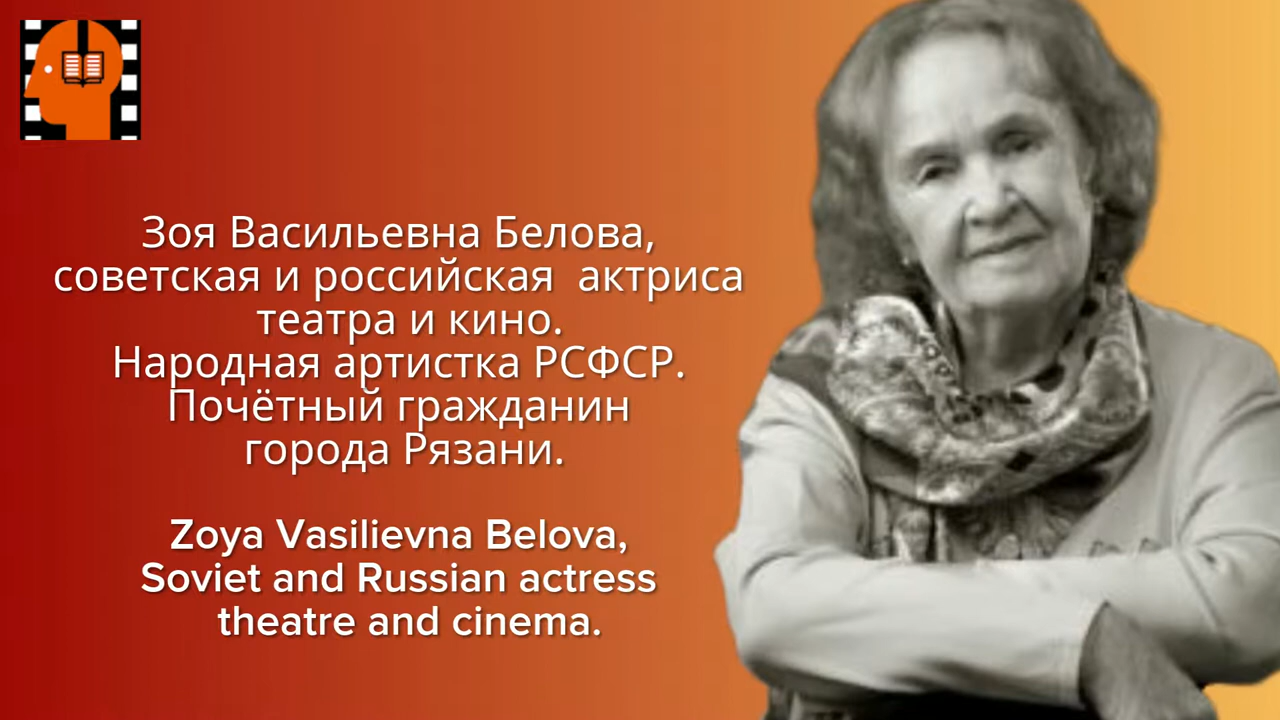 Зоя Васильевна Белова,
советская и российская актриса
театра и кино.
Народная артистка РСФСР.
Почётный гражданин
города Рязани.
Zoya Vasilievna Belova,
Soviet and Russian actress
theatre and cinema.